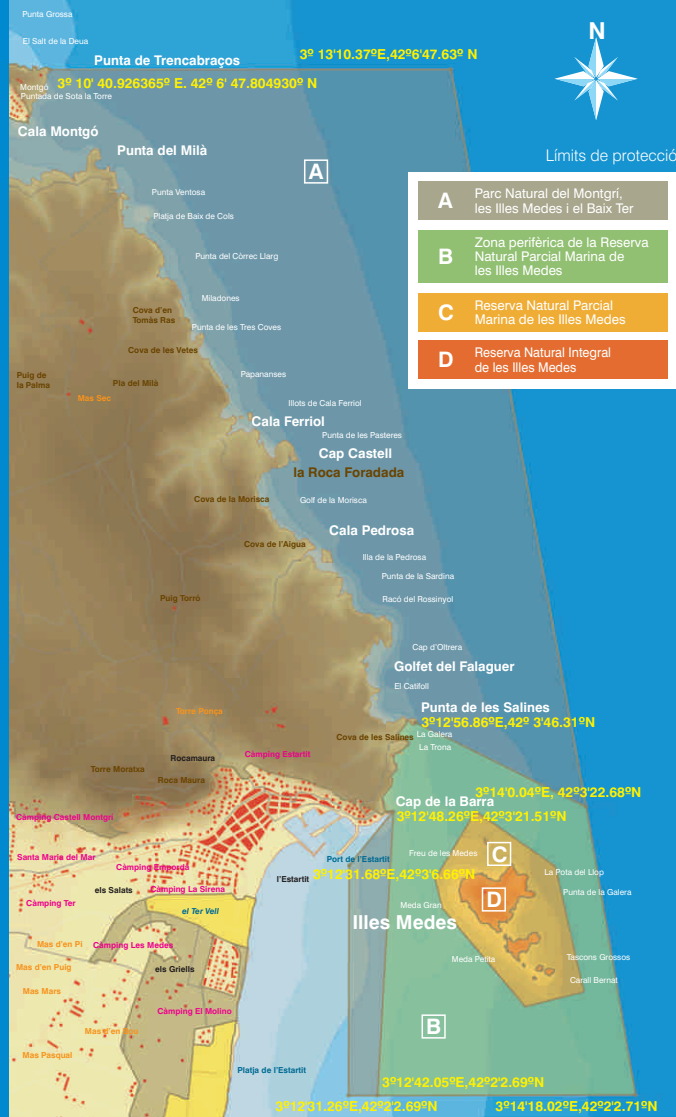 Punta Grossa
El Salt de la Deua
Punta de Trencabraços
3º 13'10.37ºE,42º6'47.63º N
N
Montgó
3º 10' 40.926365º E. 42º 6' 47.804930º N
Puntada de Sota la Torre
Cala Montgó
Punta del Milà
Límits de protecció
A
A
Parc Natural del Montgrí,
les Illes Medes i el Baix Ter
B
Zona perifèrica de la Reserva
Natural Parcial Marina de
les Illes Medes
C
Reserva Natural Parcial
Marina de les Illes Medes
D
Reserva Natural Integral
de les Illes Medes
Punta Ventosa
Platja de Baix de Cols
Punta del Còrrec Llarg
Miladones
Cova d'en
Tomàs Ras
Punta de les Tres Coves
Cova de les Vetes
Puig de
la Palma
Pla del Milà
Papananses
Mas Sec
Illots de Cala Ferriol
Cala Ferriol
Punta de les Pasteres
Cap Castell
la Roca Foradada
Cova de la Morisca
Golf de la Morisca
Cala Pedrosa
Cova de l'Aigua
Illa de la Pedrosa
Punta de la Sardina
Puig Torró
Racó del Rossinyol
Cap d'Oltrera
Golfet del Falaguer
El Catifoll
Punta de les Salines
Torre Ponça
3º12'56.86ºE,42º 3'46.31ºN
Cova de les Salines
La Galera
La Trona
Càmping Estartit
Rocamaura
Torre Moratxa
Roca Maura
3º14'0.04ºE, 42º3'22.68ºN
Cap de la Barra
3º12'48.26ºE,42º3'21.51ºN
Càmping Castell Montgrí
Santa Maria del Mar
Port de l'Estartit
Freu de les Medes
C
Càmping Empordà
3º12'31.68ºE,42º3'6.66ºN
La Pota del Llop
l'Estartit
els Salats
Càmping La Sirena
Punta de la Galera
D
Càmping Ter
el Ter Vell
Meda Gran
Illes Medes
Mas d'en Pi
Càmping Les Medes
Meda Petita
Tascons Grossos
Mas d'en Puig
els Griells
Carall Bernat
Mas Mars
Càmping El Molino
B
Mas d'en
Mas Pasqual
Platja de l'Estartit
3º12'42.05ºE,42º2'2.69ºN
3º12'31.26ºE,42º2'2.69ºN
3º14'18.02ºE,42º2'2.71ºN